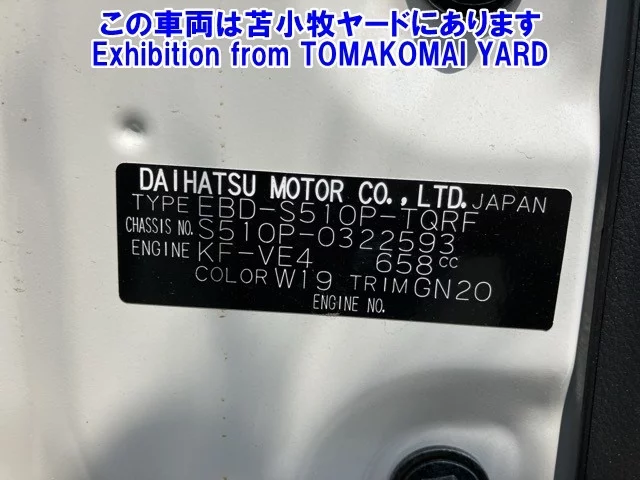 この車両は苫小牧ヤードにあります
Exhibition from TOMAKOMAI YARD
DAIHATSU MOTOR CO.,LTD. JAPAN
TYPE EBD-S510P-TQRF
CHASSIS NO. S510P-0322593
ENGINE KF-VE4 658 cc
COLOR W19 TRIM GN20
ENGINE NO.